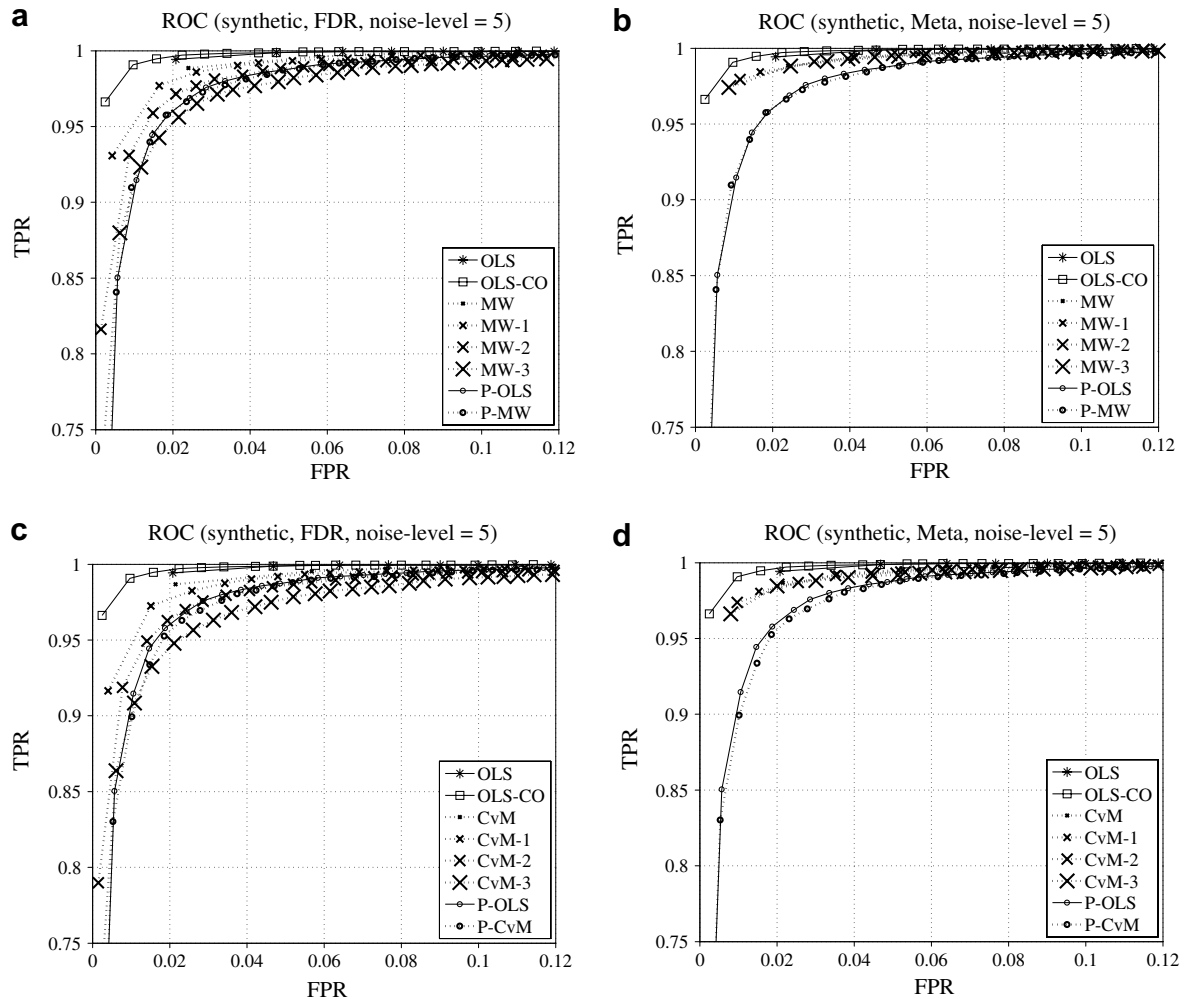 a
ROC (synthetic, FDR, noise-level = 5)
1
0.95
0.9
0.85
0.8
0.75
TPR
0 0.02 0.04 0.06 0.08 0.1 0.12
FPR
OLS
OLS-CO
MW
MW-1
MW-2
MW-3
P-OLS
P-MW
b
ROC (synthetic, Meta, noise-level = 5)
1
0.95
0.9
0.85
0.8
0.75
TPR
0 0.02 0.04 0.06 0.08 0.1 0.12
FPR
OLS
OLS-CO
MW
MW-1
MW-2
MW-3
P-OLS
P-MW
c
ROC (synthetic, FDR, noise-level = 5)
1
0.95
0.9
0.85
0.8
0.75
TPR
0 0.02 0.04 0.06 0.08 0.1 0.12
FPR
OLS
OLS-CO
CvM
CvM-1
CvM-2
CvM-3
P-OLS
P-CvM
d
ROC (synthetic, Meta, noise-level = 5)
1
0.95
0.9
0.85
0.8
0.75
TPR
0 0.02 0.04 0.06 0.08 0.1 0.12
FPR
OLS
OLS-CO
CvM
CvM-1
CvM-2
CvM-3
P-OLS
P-CvM